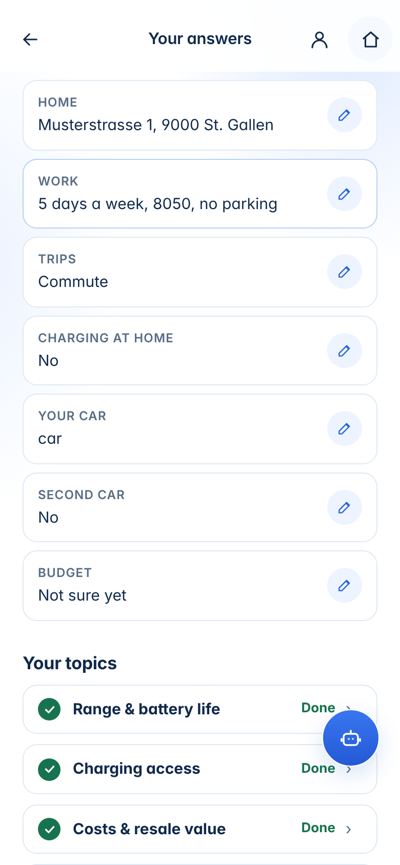 Your answers
HOME
Musterstrasse 1, 9000 St. Gallen
WORK
5 days a week, 8050, no parking
TRIPS
Commute
CHARGING AT HOME
No
YOUR CAR
car
SECOND CAR
No
BUDGET
Not sure yet
Your topics
Range & battery life Done
Charging access Done
Costs & resale value Done